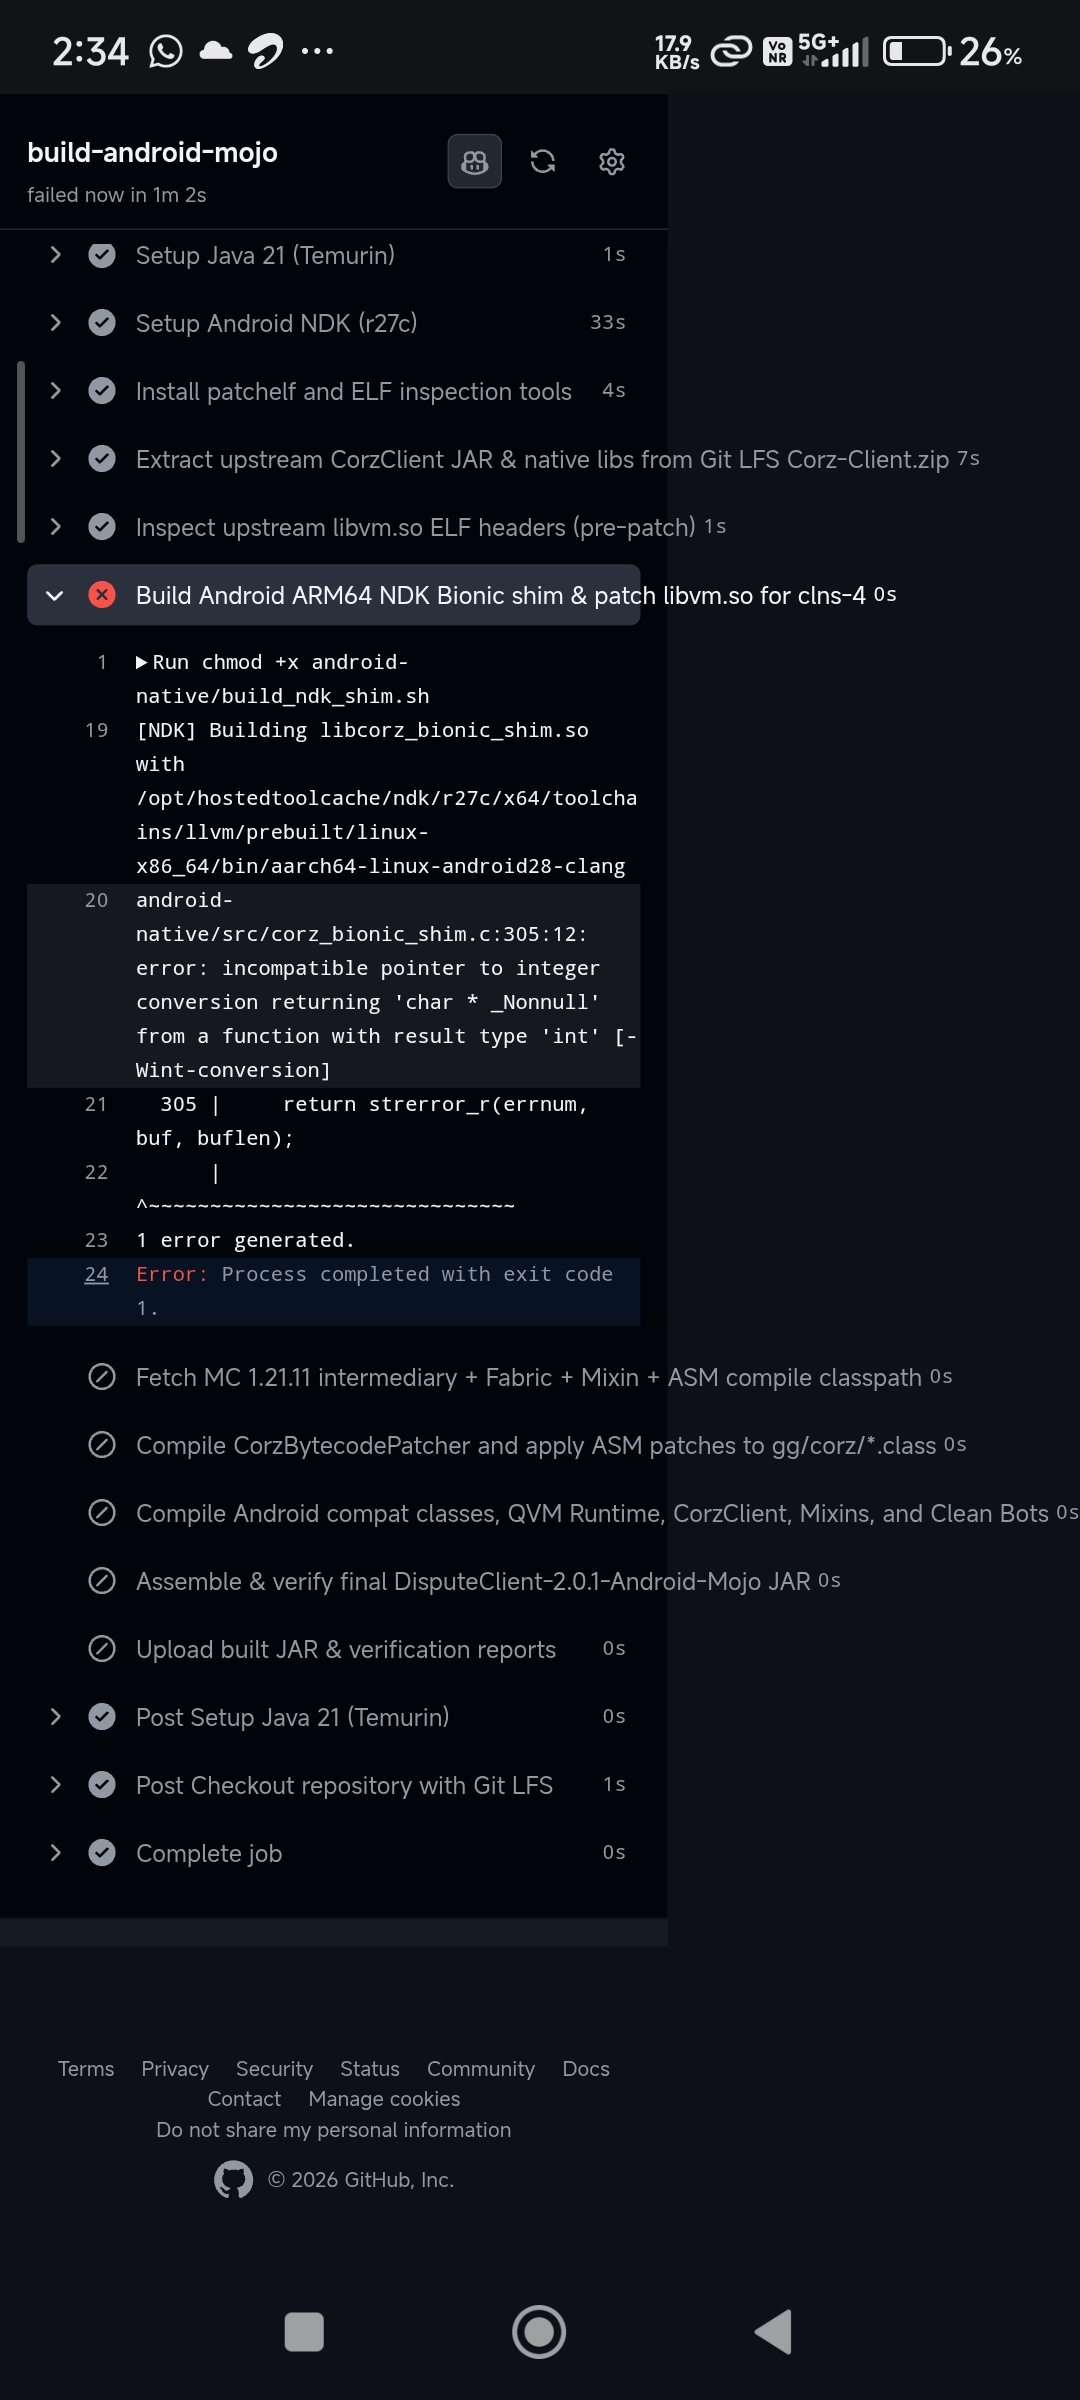 2:34
17.9 KB/s
Vo NR
5G+
26%
build-android-mojo
failed now in 1m 2s
Setup Java 21 (Temurin) 1s
Setup Android NDK (r27c) 33s
Install patchelf and ELF inspection tools 4s
Extract upstream CorzClient JAR & native libs from Git LFS Corz-Client.zip 7s
Inspect upstream libvm.so ELF headers (pre-patch) 1s
Build Android ARM64 NDK Bionic shim & patch libvm.so for clns-4 0s
1 ▶Run chmod +x android-
native/build_ndk_shim.sh
19 [NDK] Building libcorz_bionic_shim.so
with
/opt/hostedtoolcache/ndk/r27c/x64/toolcha
ins/llvm/prebuilt/linux-
x86_64/bin/aarch64-linux-android28-clang
20 android-
native/src/corz_bionic_shim.c:305:12:
error: incompatible pointer to integer
conversion returning 'char * _Nonnull'
from a function with result type 'int' [-
Wint-conversion]
21 305 | return strerror_r(errnum,
buf, buflen);
22 |
^~~~~~~~~~~~~~~~~~~~~~~~~~~~~~~
23 1 error generated.
24 Error: Process completed with exit code
1.
Fetch MC 1.21.11 intermediary + Fabric + Mixin + ASM compile classpath 0s
Compile CorzBytecodePatcher and apply ASM patches to gg/corz/*.class 0s
Compile Android compat classes, QVM Runtime, CorzClient, Mixins, and Clean Bots 0s
Assemble & verify final DisputeClient-2.0.1-Android-Mojo JAR 0s
Upload built JAR & verification reports 0s
Post Setup Java 21 (Temurin) 0s
Post Checkout repository with Git LFS 1s
Complete job 0s
Terms Privacy Security Status Community Docs
Contact Manage cookies
Do not share my personal information
© 2026 GitHub, Inc.